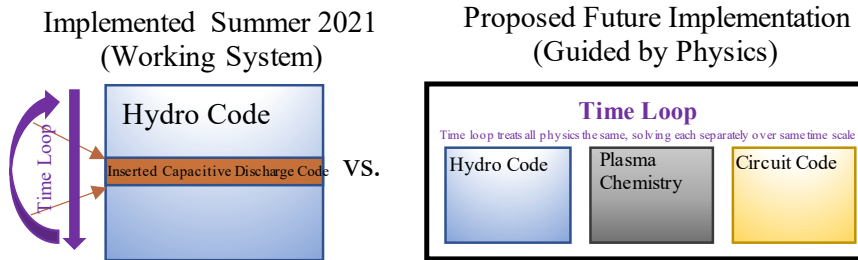 Implemented Summer 2021
(Working System)
Time Loop
Hydro Code
Inserted Capacitive Discharge Code
vs.
Proposed Future Implementation
(Guided by Physics)
Time Loop
Time loop treats all physics the same, solving each separately over same time scale
Hydro Code
Plasma
Chemistry
Circuit Code